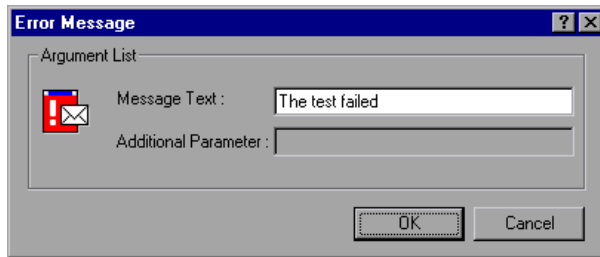 Error Message
Argument List
Message Text : The test failed
Additional Parameter :
OK Cancel